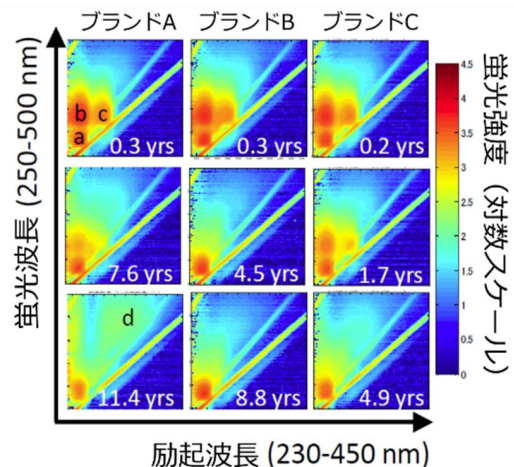 ブランドA ブランドB ブランドC
b c
a
0.3 yrs 0.3 yrs 0.2 yrs
7.6 yrs 4.5 yrs 1.7 yrs
d
11.4 yrs 8.8 yrs 4.9 yrs
蛍光波長 (250-500 nm)
励起波長 (230-450 nm)
4.5
4
3.5
3
2.5
2
1.5
1
0.5
0
蛍光強度 (対数スケール)